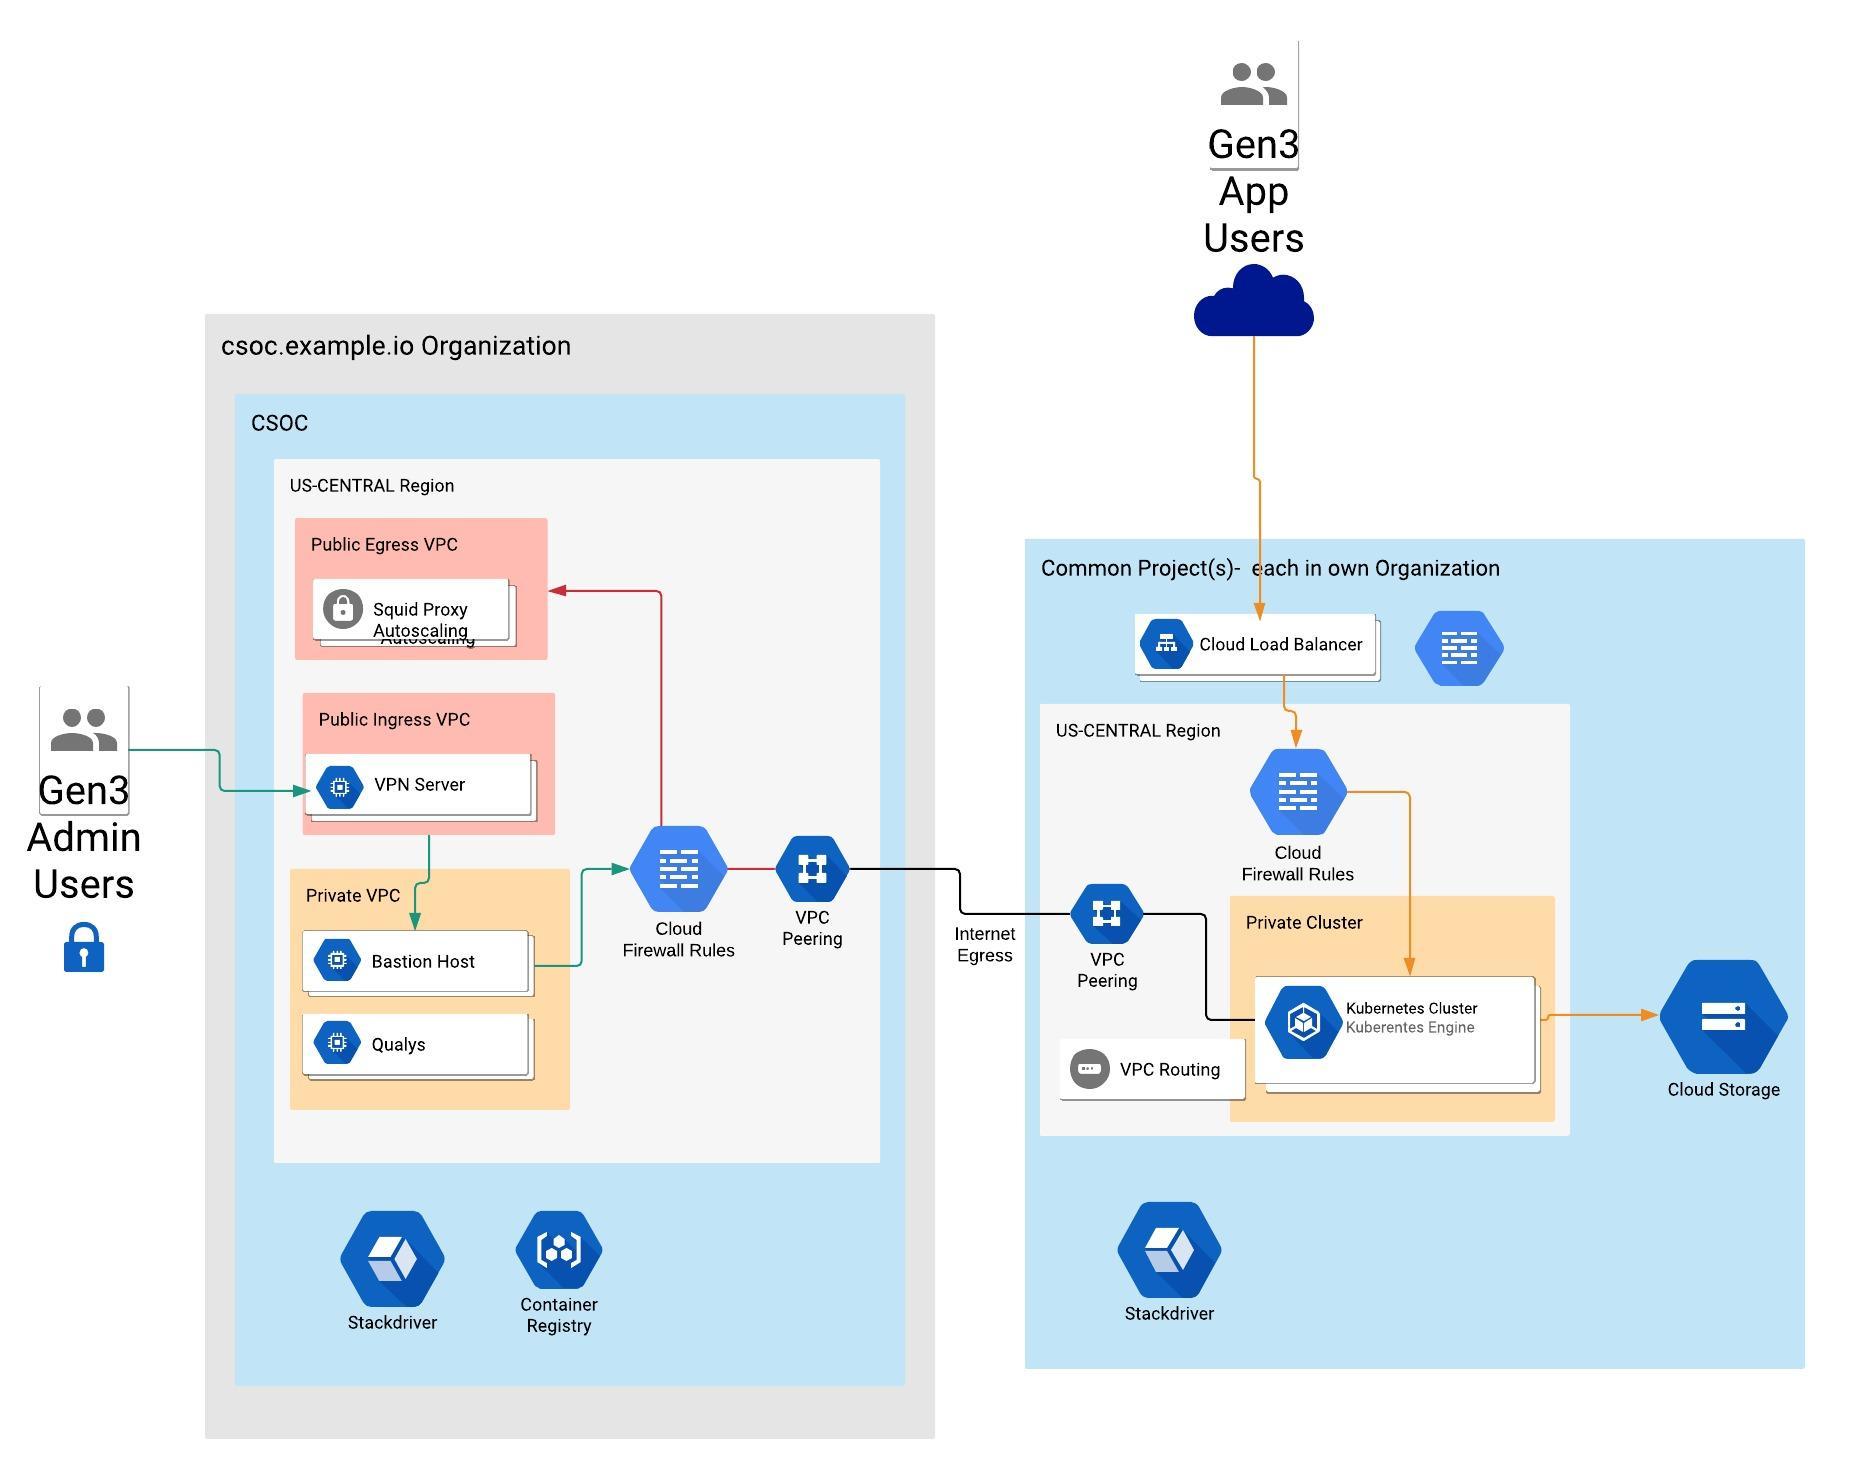 Gen3
App
Users
csoc.example.io Organization
CSOC
US-CENTRAL Region
Public Egress VPC
Squid Proxy
Autoscaling
Autoscaling
Public Ingress VPC
VPN Server
Gen3
Admin
Users
Private VPC
Bastion Host
Qualys
Cloud
Firewall Rules
VPC
Peering
Internet
Egress
Stackdriver
Container
Registry
Common Project(s)- each in own Organization
Cloud Load Balancer
US-CENTRAL Region
Cloud
Firewall Rules
VPC
Peering
Private Cluster
Kubernetes Cluster
Kuberentes Engine
VPC Routing
Cloud Storage
Stackdriver